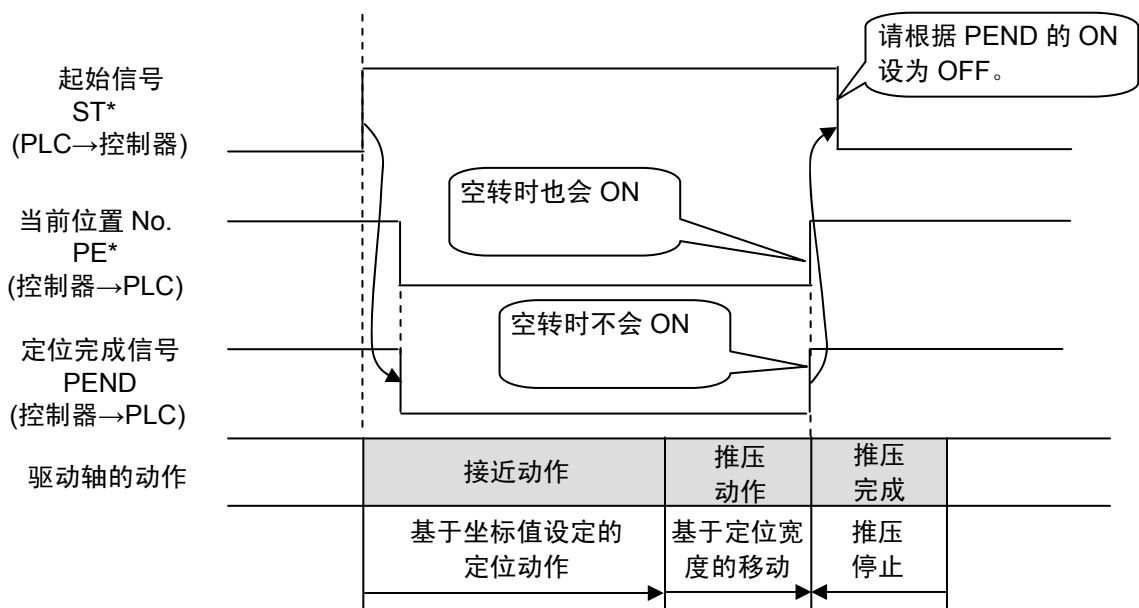 请根据 PEND 的 ON
设为 OFF。
起始信号
ST*
(PLC→控制器)
空转时也会 ON
当前位置 No.
PE*
(控制器→PLC)
空转时不会 ON
定位完成信号
PEND
(控制器→PLC)
驱动轴的动作
接近动作
推压
动作
推压
完成
基于坐标值设定的
定位动作
基于定位宽
度的移动
推压
停止